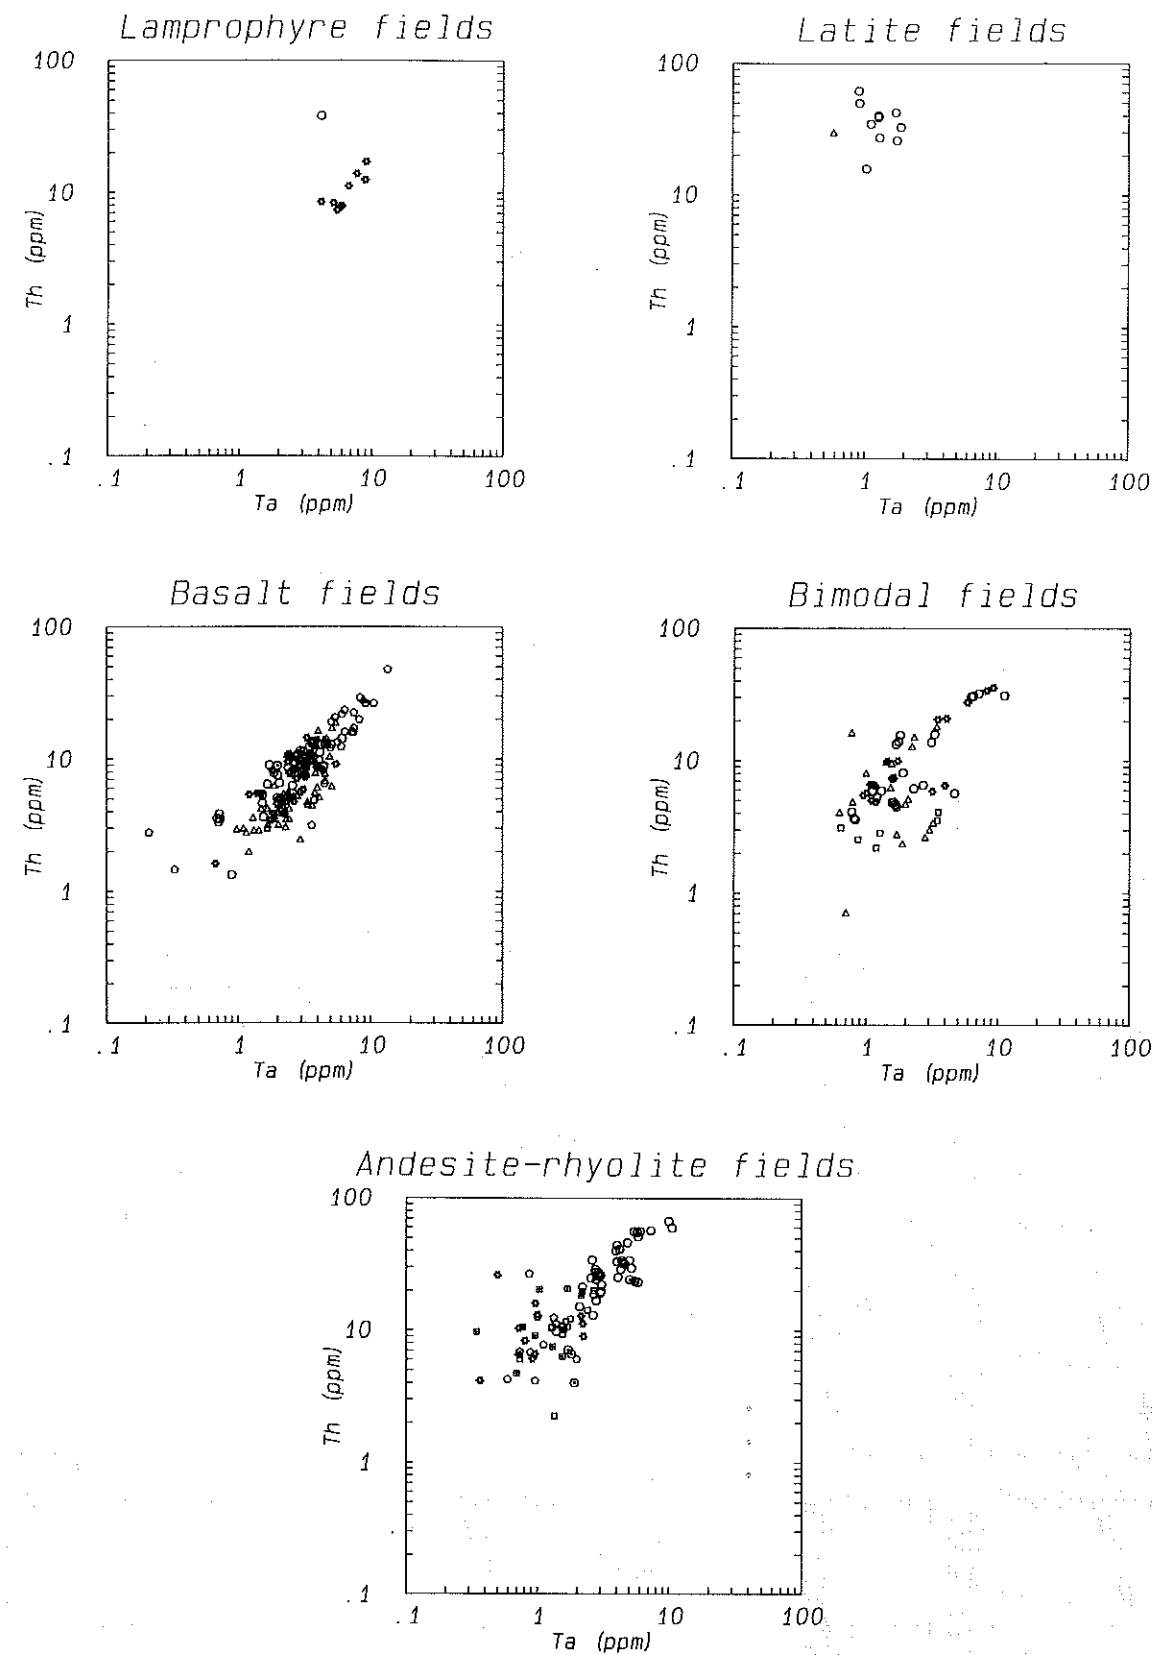 Lamprophyre fields
100
10
1
.1
Th (ppm)
.1 1 10 100
Ta (ppm)
Latite fields
100
10
1
.1
Th (ppm)
.1 1 10 100
Ta (ppm)
Basalt fields
100
10
1
.1
Th (ppm)
.1 1 10 100
Ta (ppm)
Bimodal fields
100
10
1
.1
Th (ppm)
.1 1 10 100
Ta (ppm)
Andesite-rhyolite fields
100
10
1
.1
Th (ppm)
.1 1 10 100
Ta (ppm)